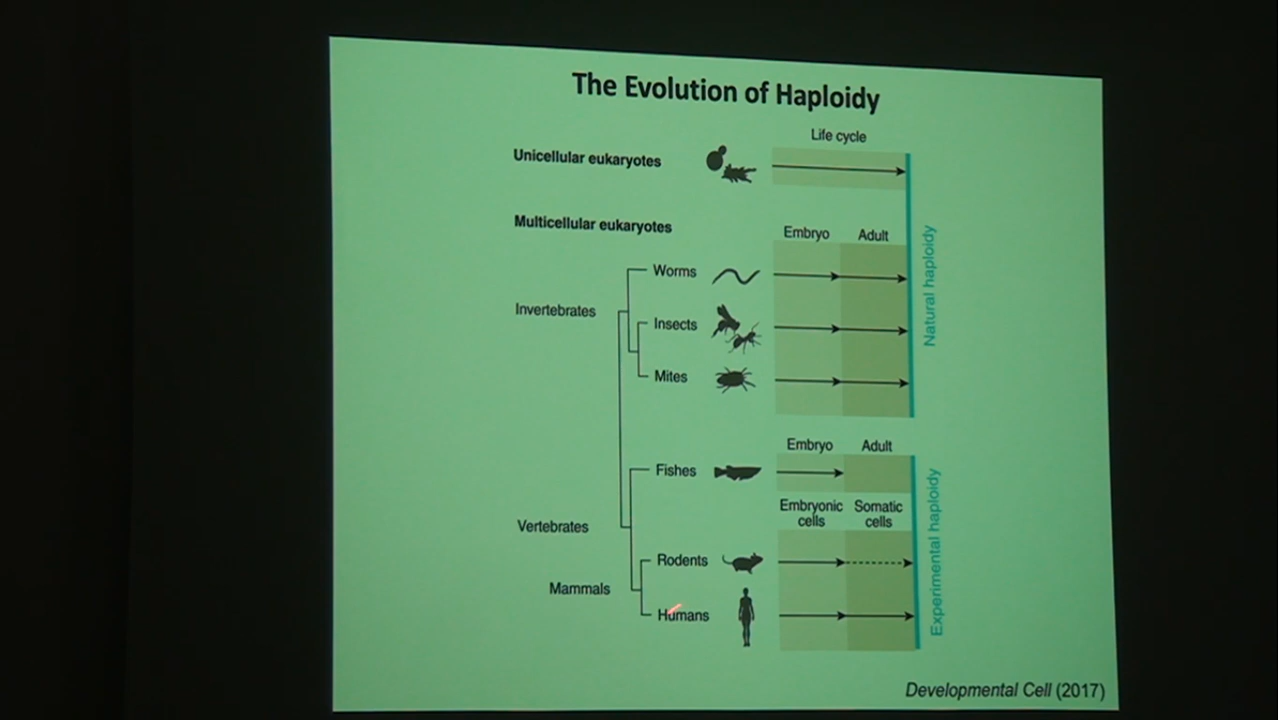 The Evolution of Haploidy
Life cycle
Unicellular eukaryotes
Multicellular eukaryotes
Embryo Adult
Worms
Invertebrates
Insects
Mites
Natural haploidy
Embryo Adult
Fishes
Embryonic cells
Somatic cells
Vertebrates
Rodents
Mammals
Humans
Experimental haploidy
Developmental Cell (2017)